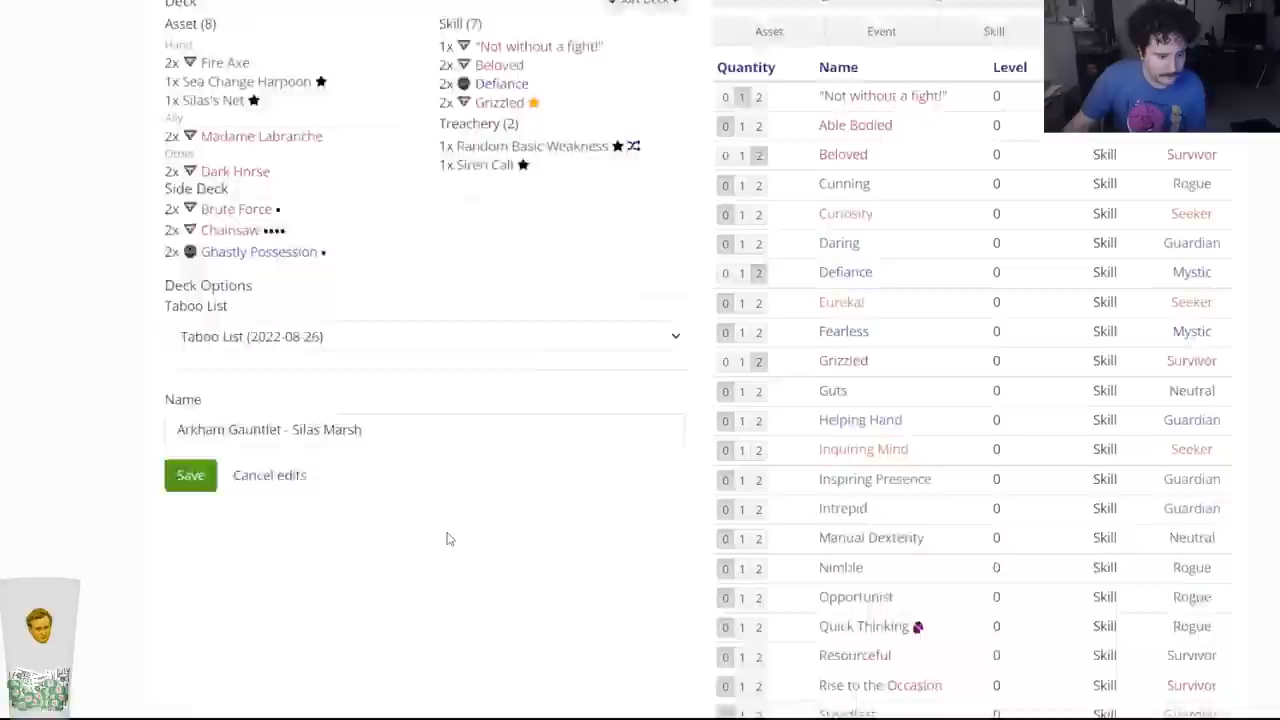 Deck
Asset (8)
Hand
2x Fire Axe
1x Sea Change Harpoon
1x Silas's Net
Ally
2x Madame Labranche
Other
2x Dark Horse
Side Deck
2x Brute Force
2x Chainsaw
2x Ghastly Possession
Skill (7)
1x "Not without a fight!"
2x Beloved
2x Defiance
2x Grizzled
Treachery (2)
1x Random Basic Weakness
1x Siren Call
Deck Options
Taboo List
Taboo List (2022-08-26)
Name
Arkham Gauntlet - Silas Marsh
Save Cancel edits
Asset Event Skill
Quantity Name Level
0 1 2 "Not without a fight!" 0
0 1 2 Able Bodied 0
0 1 2 Beloved 0 Skill Survivor
0 1 2 Cunning 0 Skill Rogue
0 1 2 Curiosity 0 Skill Seeker
0 1 2 Daring 0 Skill Guardian
0 1 2 Defiance 0 Skill Mystic
0 1 2 Eureka! 0 Skill Seeker
0 1 2 Fearless 0 Skill Mystic
0 1 2 Grizzled 0 Skill Survivor
0 1 2 Guts 0 Skill Neutral
0 1 2 Helping Hand 0 Skill Guardian
0 1 2 Inquiring Mind 0 Skill Seeker
0 1 2 Inspiring Presence 0 Skill Guardian
0 1 2 Intrepid 0 Skill Guardian
0 1 2 Manual Dexterity 0 Skill Neutral
0 1 2 Nimble 0 Skill Rogue
0 1 2 Opportunist 0 Skill Rogue
0 1 2 Quick Thinking 0 Skill Rogue
0 1 2 Resourceful 0 Skill Survivor
0 1 2 Rise to the Occasion 0 Skill Survivor